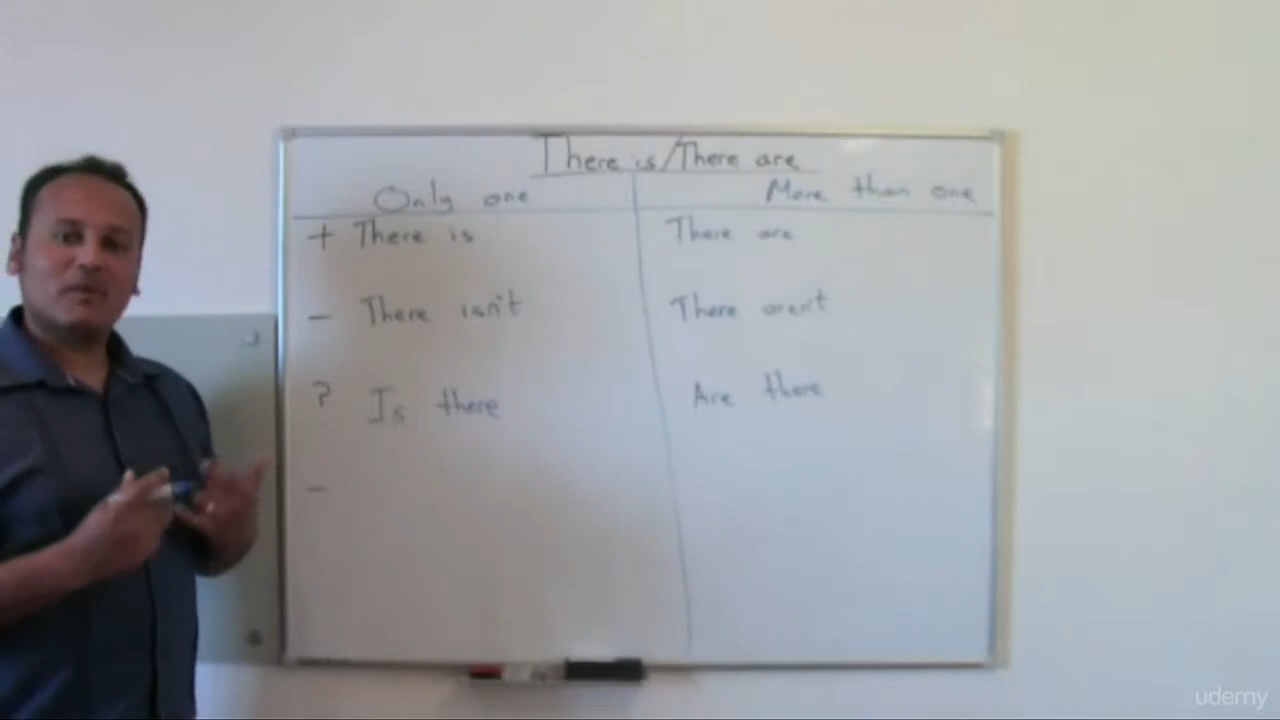 There is/There are
Only one More than one
+ There is There are
- There isn't There aren't
? Is there Are there
-
udemy